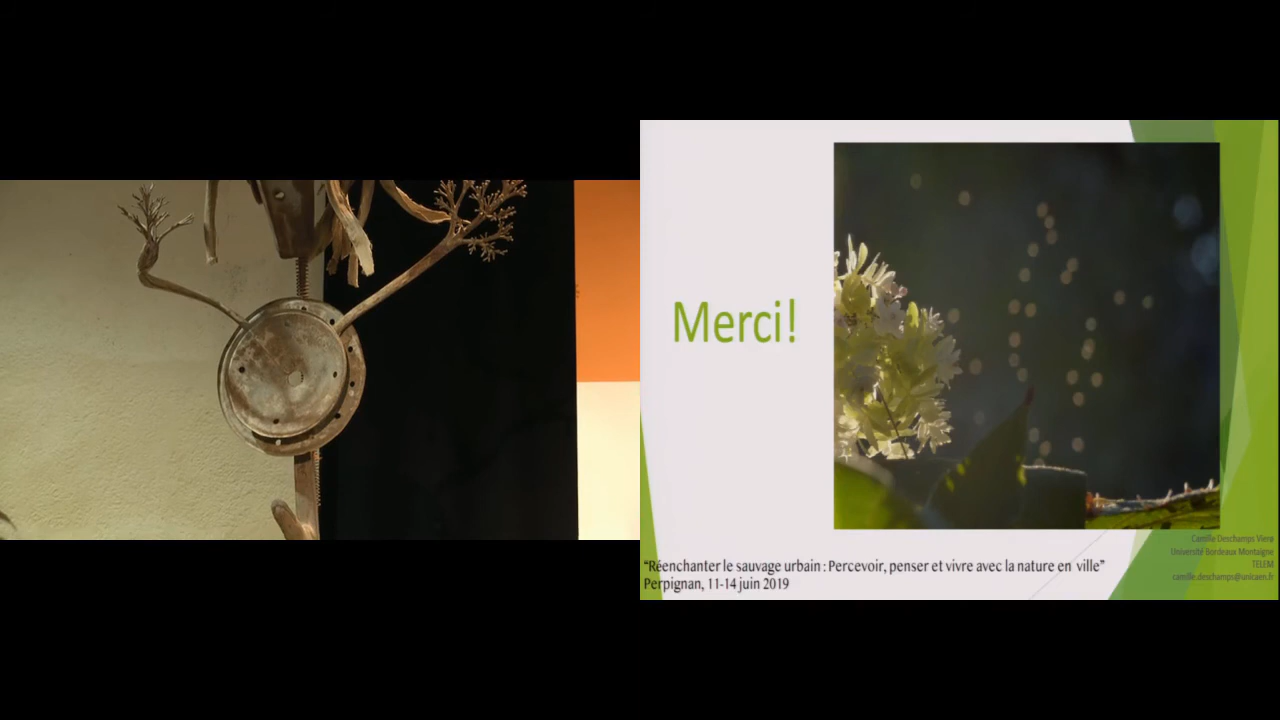 Merci!
“Réenchanter le sauvage urbain : Percevoir, penser et vivre avec la nature en ville”
Perpignan, 11-14 juin 2019
Camille Deschamps Viera
Université Bordeaux Montaigne
TELEM
camille.deschamps@unicaen.fr